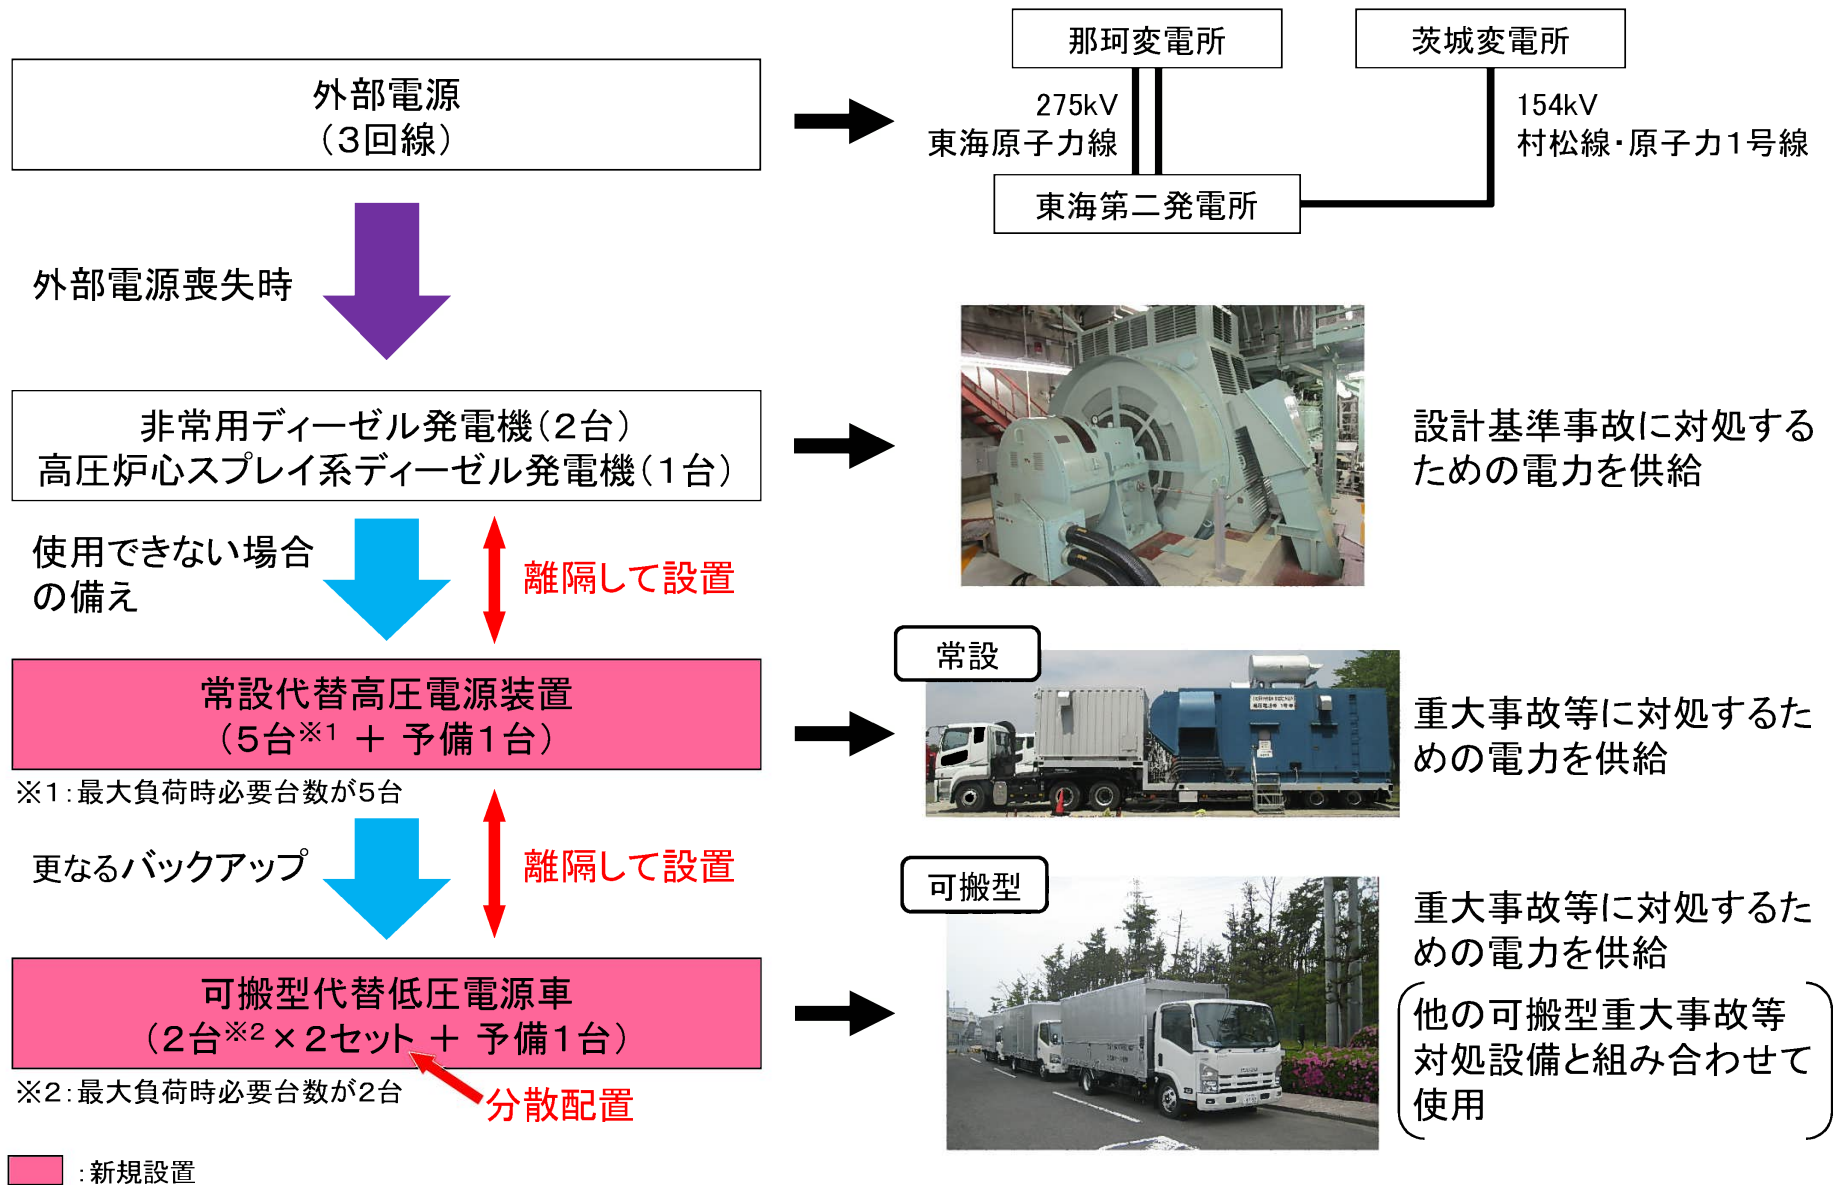 外部電源
（３回線）
那珂変電所
茨城変電所
275kV
東海原子力線
154kV
村松線・原子力１号線
東海第二発電所
外部電源喪失時
非常用ディーゼル発電機（２台）
高圧炉心スプレイ系ディーゼル発電機（１台）
設計基準事故に対処する
ための電力を供給
使用できない場合
の備え
離隔して設置
常設代替高圧電源装置
（５台※１ ＋ 予備１台）
※１：最大負荷時必要台数が５台
常設
重大事故等に対処するた
めの電力を供給
更なるバックアップ
離隔して設置
可搬型代替低圧電源車
（２台※２×２セット ＋ 予備１台）
※２：最大負荷時必要台数が２台
分散配置
可搬型
重大事故等に対処するた
めの電力を供給
他の可搬型重大事故等
対処設備と組み合わせて
使用
：新規設置